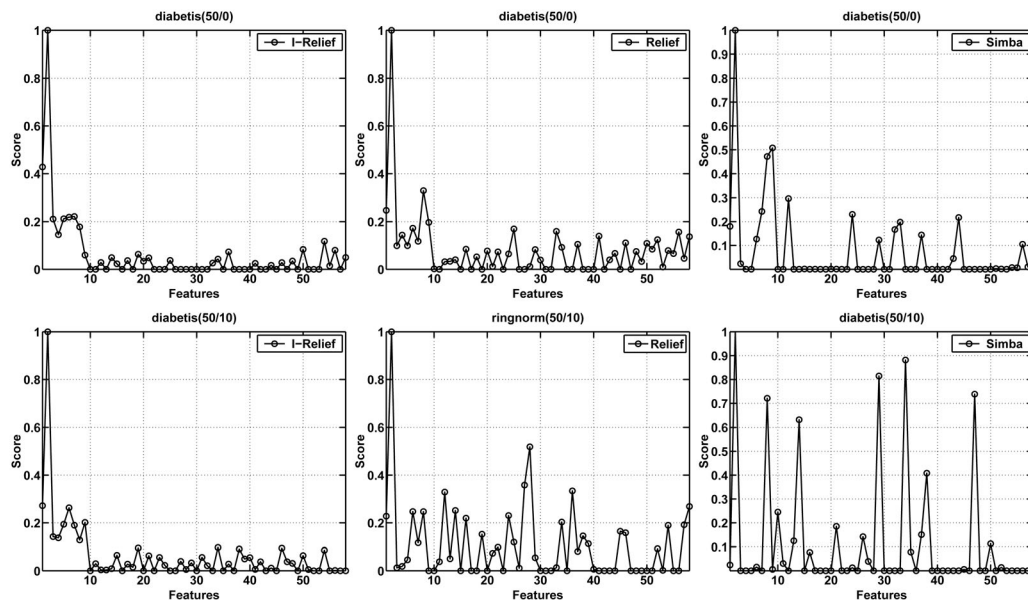 diabetis(50/0)
I-Relief
1
0.8
0.6
0.4
0.2
0
Score
10 20 30 40 50
Features
diabetis(50/0)
Relief
1
0.8
0.6
0.4
0.2
0
Score
10 20 30 40 50
Features
diabetis(50/0)
Simba
1
0.9
0.8
0.7
0.6
0.5
0.4
0.3
0.2
0.1
Score
10 20 30 40 50
Features
diabetis(50/10)
I-Relief
1
0.8
0.6
0.4
0.2
0
Score
10 20 30 40 50
Features
ringnorm(50/10)
Relief
1
0.8
0.6
0.4
0.2
0
Score
10 20 30 40 50
Features
diabetis(50/10)
Simba
1
0.9
0.8
0.7
0.6
0.5
0.4
0.3
0.2
0.1
Score
10 20 30 40 50
Features